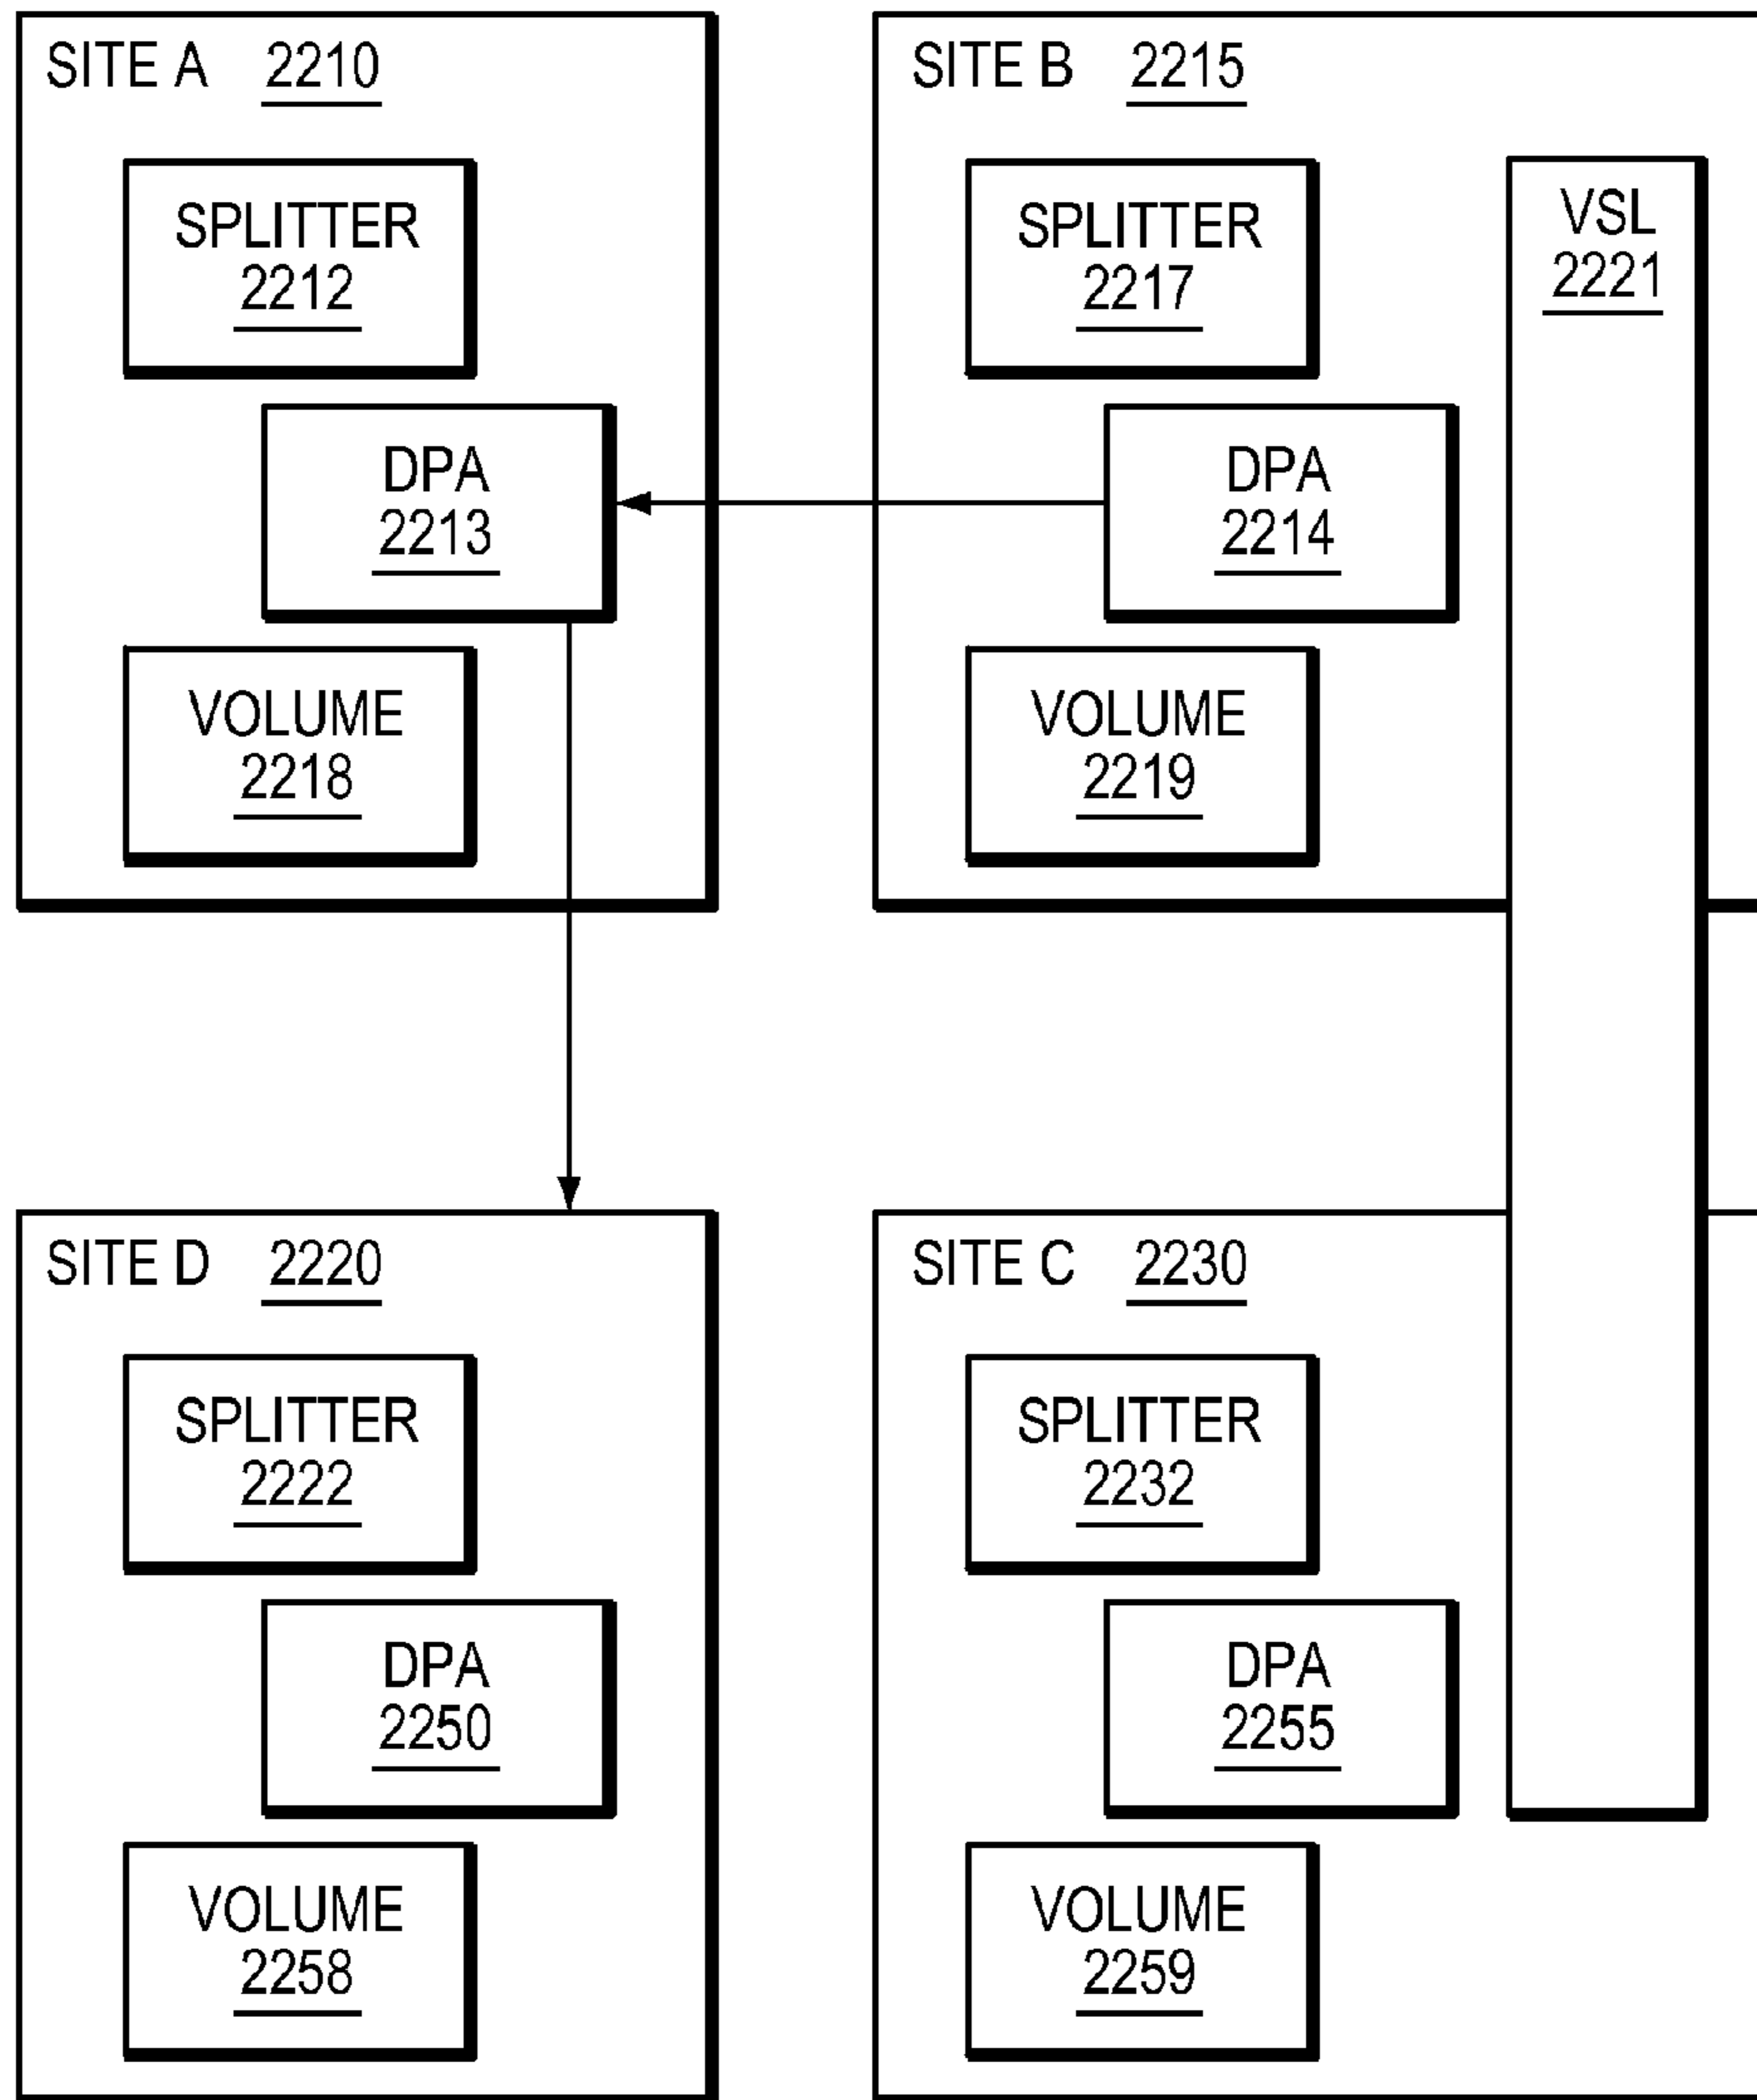 SITE A 2210
SPLITTER
2212
DPA
2213
VOLUME
2218
SITE B 2215
SPLITTER
2217
DPA
2214
VOLUME
2219
VSL
2221
SITE D 2220
SPLITTER
2222
DPA
2250
VOLUME
2258
SITE C 2230
SPLITTER
2232
DPA
2255
VOLUME
2259